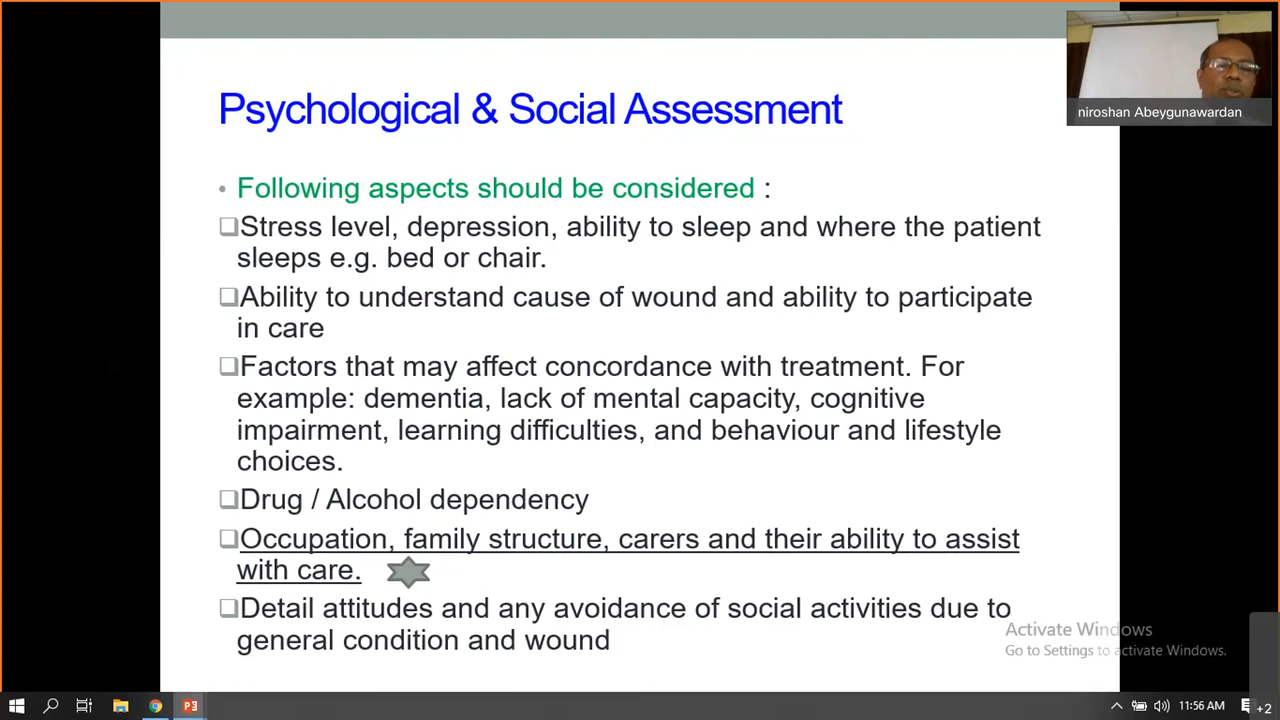 Psychological & Social Assessment
niroshan Abeygunawardan
• Following aspects should be considered :
Stress level, depression, ability to sleep and where the patient
sleeps e.g. bed or chair.
Ability to understand cause of wound and ability to participate
in care
Factors that may affect concordance with treatment. For
example: dementia, lack of mental capacity, cognitive
impairment, learning difficulties, and behaviour and lifestyle
choices.
Drug / Alcohol dependency
Occupation, family structure, carers and their ability to assist
with care.
Detail attitudes and any avoidance of social activities due to
general condition and wound
Activate Windows
Go to Settings to activate Windows.
11:56 AM
+2